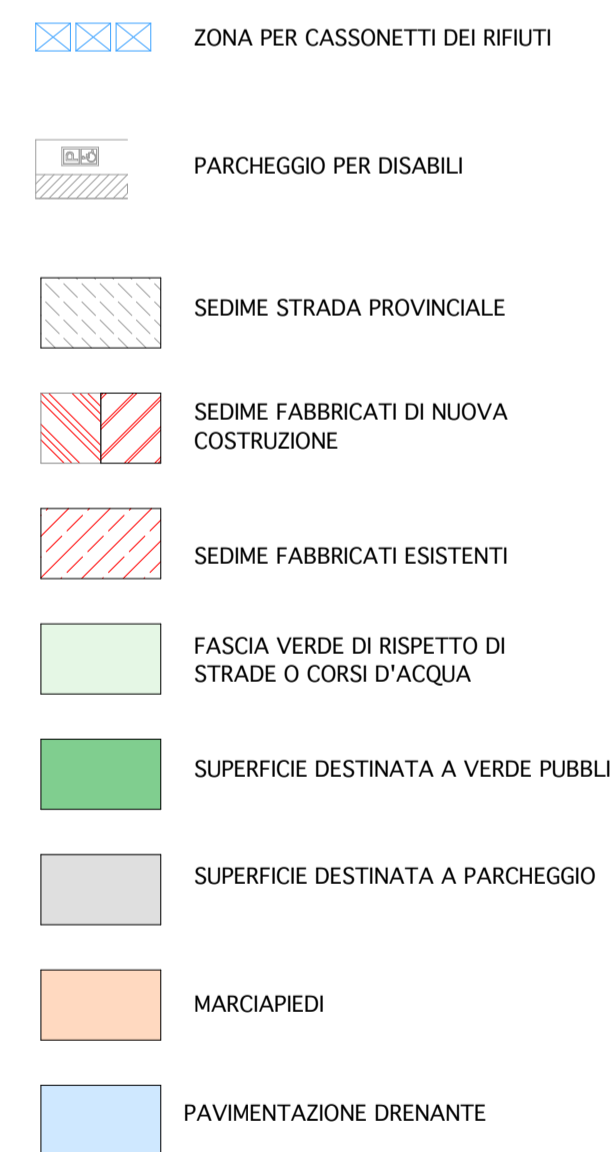 ZONA PER CASSONETTI DEI RIFIUTI
PARCHEGGIO PER DISABILI
SEDIME STRADA PROVINCIALE
SEDIME FABBRICATI DI NUOVA
COSTRUZIONE
SEDIME FABBRICATI ESISTENTI
FASCIA VERDE DI RISPETTO DI
STRADE O CORSI D'ACQUA
SUPERFICIE DESTINATA A VERDE PUBBLI
SUPERFICIE DESTINATA A PARCHEGGIO
MARCIAPIEDI
PAVIMENTAZIONE DRENANTE